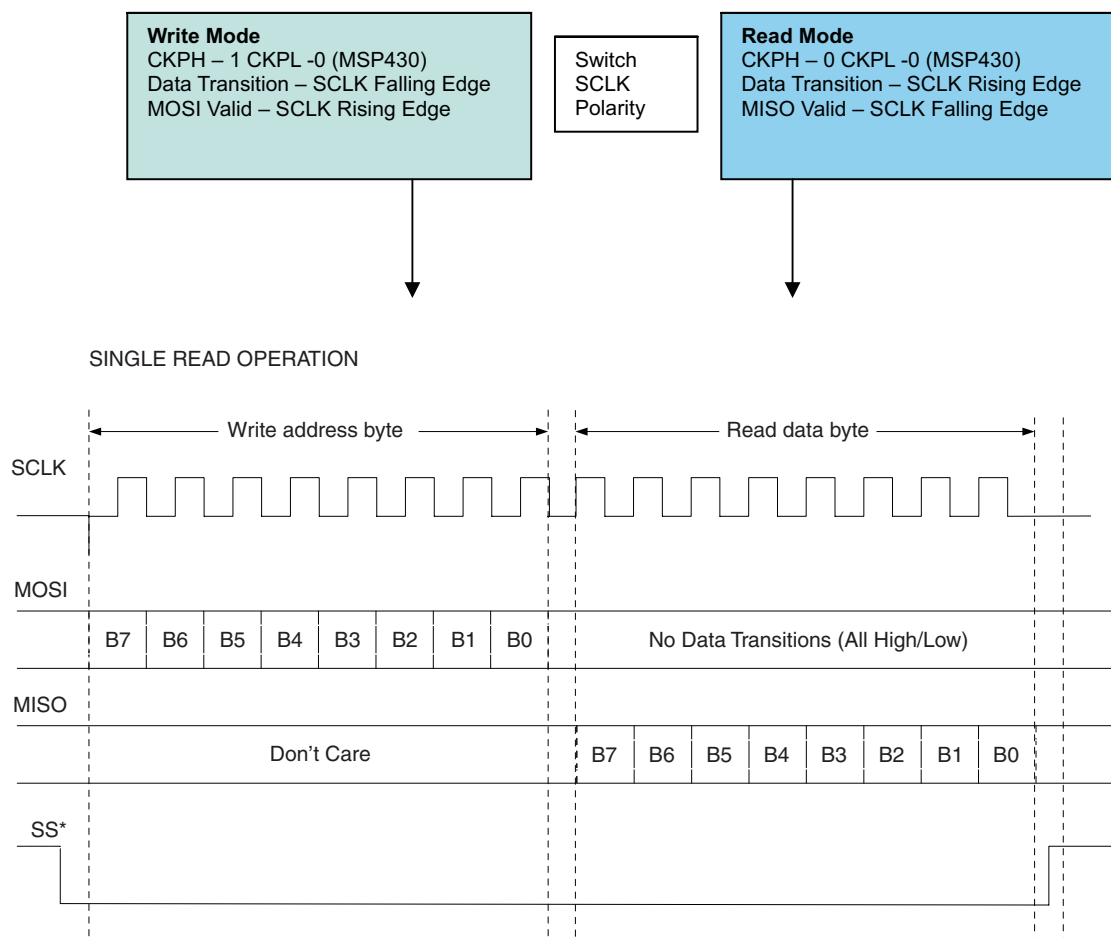 Write Mode
CKPH – 1 CKPL -0 (MSP430)
Data Transition – SCLK Falling Edge
MOSI Valid – SCLK Rising Edge
Switch
SCLK
Polarity
Read Mode
CKPH – 0 CKPL -0 (MSP430)
Data Transition – SCLK Rising Edge
MISO Valid – SCLK Falling Edge
SINGLE READ OPERATION
Write address byte
Read data byte
SCLK
MOSI
B7 B6 B5 B4 B3 B2 B1 B0 No Data Transitions (All High/Low)
MISO
Don't Care B7 B6 B5 B4 B3 B2 B1 B0
SS*